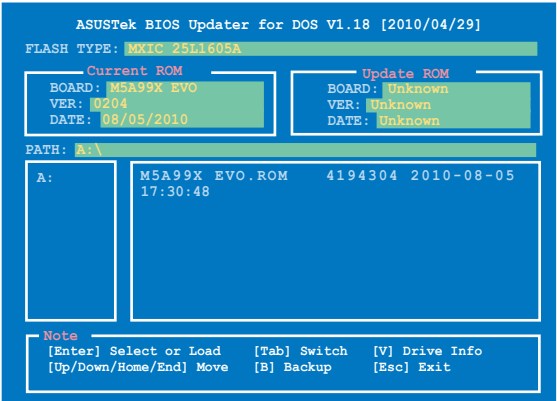 ASUSTek BIOS Updater for DOS V1.18 [2010/04/29]
FLASH TYPE: MXIC 25L1605A
Current ROM
BOARD: M5A99X EVO
VER: 0204
DATE: 08/05/2010
Update ROM
BOARD: Unknown
VER: Unknown
DATE: Unknown
PATH: A:\
A:
M5A99X EVO.ROM 4194304 2010-08-05
17:30:48
Note
[Enter] Select or Load [Tab] Switch [V] Drive Info
[Up/Down/Home/End] Move [B] Backup [Esc] Exit